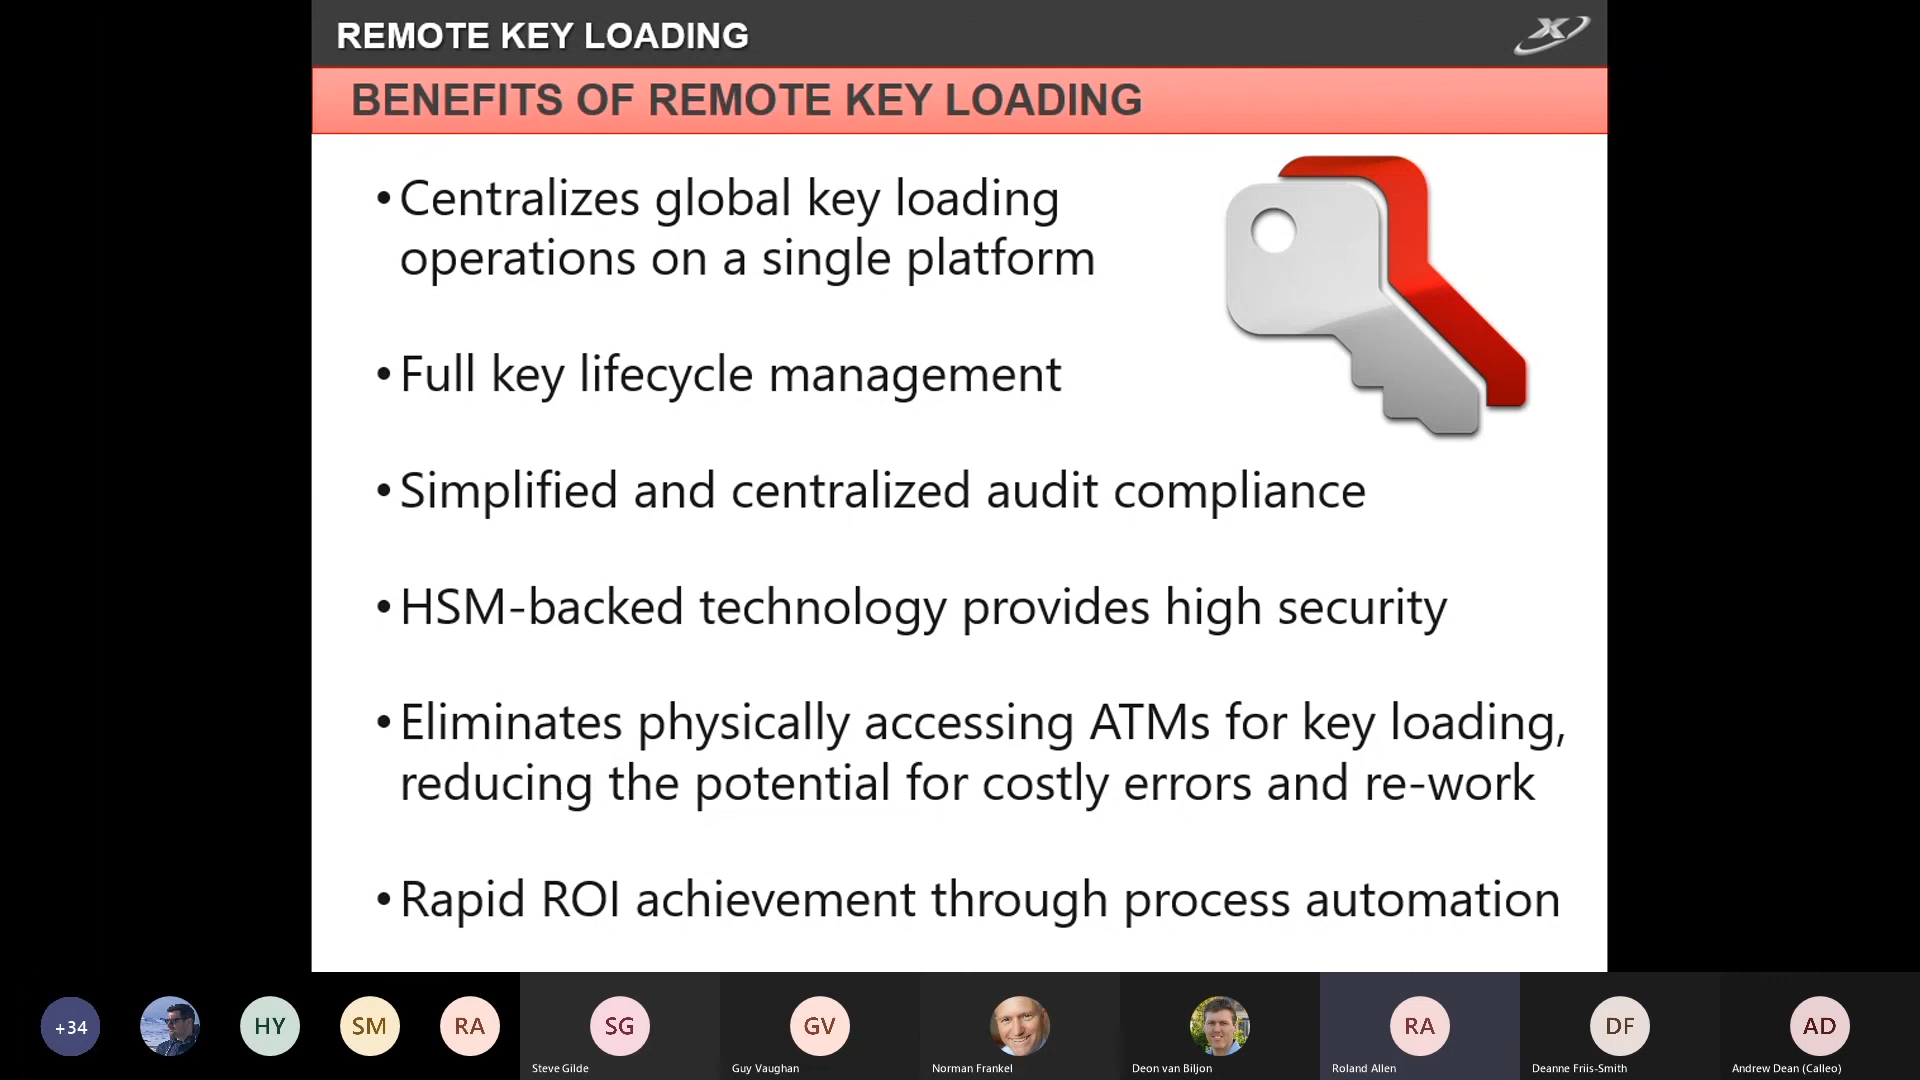 REMOTE KEY LOADING
BENEFITS OF REMOTE KEY LOADING
•Centralizes global key loading
operations on a single platform
•Full key lifecycle management
•Simplified and centralized audit compliance
•HSM-backed technology provides high security
•Eliminates physically accessing ATMs for key loading,
reducing the potential for costly errors and re-work
•Rapid ROI achievement through process automation
+34
HY
SM
RA
SG
GV
RA
DF
AD
Steve Gilde
Guy Vaughan
Norman Frankel
Deon van Biljon
Roland Allen
Deanne Friis-Smith
Andrew Dean (Calleo)